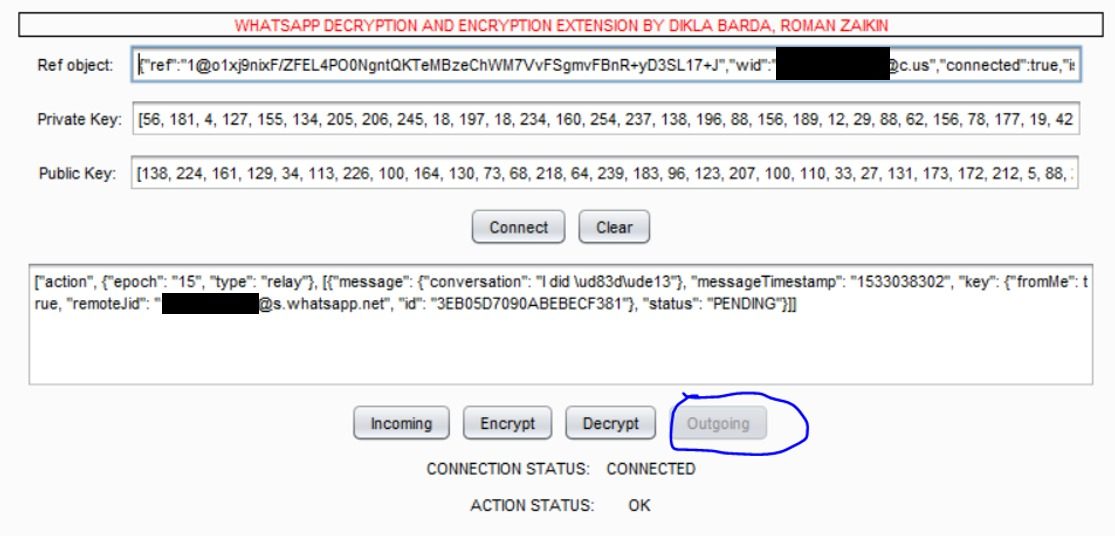 WHATSAPP DECRYPTION AND ENCRYPTION EXTENSION BY DIKLA BARDA, ROMAN ZAIKIN
Ref object: {"ref":"1@o1xj9nixF/ZFEL4PO0NgntQKTeMBzeChWM7VvFSgmvFBnR+yD3SL17+J","wid":" @c.us","connected":true,"is
Private Key: [56, 181, 4, 127, 155, 134, 205, 206, 245, 18, 197, 18, 234, 160, 254, 237, 138, 196, 88, 156, 189, 12, 29, 88, 62, 156, 78, 177, 19, 42
Public Key: [138, 224, 161, 129, 34, 113, 226, 100, 164, 130, 73, 68, 218, 64, 239, 183, 96, 123, 207, 100, 110, 33, 27, 131, 173, 172, 212, 5, 88,
Connect Clear
["action", {"epoch": "15", "type": "relay"}, [{"message": {"conversation": "I did \ud83d\ude13"}, "messageTimestamp": "1533038302", "key": {"fromMe": t
rue, "remoteJid": " @s.whatsapp.net", "id": "3EB05D7090ABEBECF381"}, "status": "PENDING"}]]
Incoming Encrypt Decrypt Outgoing
CONNECTION STATUS: CONNECTED
ACTION STATUS: OK